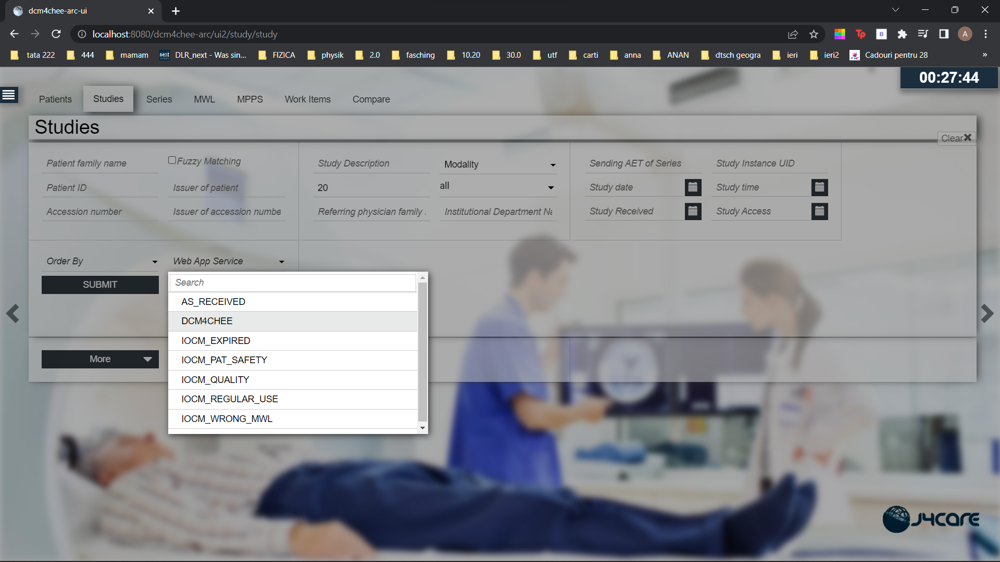 dcm4chee-arc-ui
localhost:8080/dcm4chee-arc/ui2/study/study
Tp
B
A
tata 222
444
mamam
next
DLR_next - Was sin...
FIZICA
physik
2.0
fasching
10.20
30.0
utf
carti
anna
ANAN
dtsch geogra
ieri
ieri2
Cadouri pentru 28
»
00:27:44
Patients
Studies
Series
MWL
MPPS
Work Items
Compare
Studies
Clear
Patient family name
Fuzzy Matching
Study Description
Modality
Sending AET of Series
Study Instance UID
Patient ID
Issuer of patient
20
all
Study date
Study time
Accession number
Issuer of accession numbe
Referring physician family
Institutional Department Na
Study Received
Study Access
Order By
Web App Service
SUBMIT
Search
AS_RECEIVED
DCM4CHEE
IOCM_EXPIRED
IOCM_PAT_SAFETY
IOCM_QUALITY
IOCM_REGULAR_USE
IOCM_WRONG_MWL
More
J4care